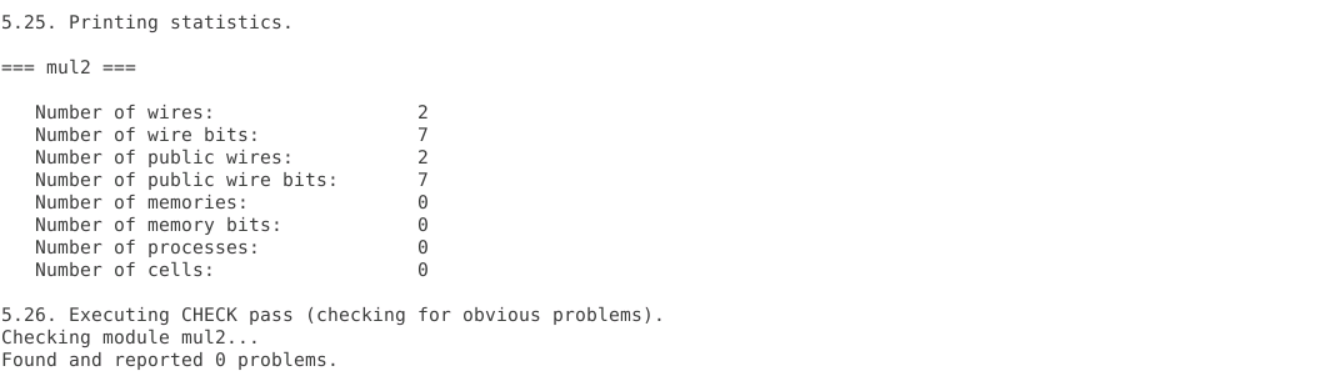 5.25. Printing statistics.
=== mul2 ===
Number of wires: 2
Number of wire bits: 7
Number of public wires: 2
Number of public wire bits: 7
Number of memories: 0
Number of memory bits: 0
Number of processes: 0
Number of cells: 0
5.26. Executing CHECK pass (checking for obvious problems).
Checking module mul2...
Found and reported 0 problems.